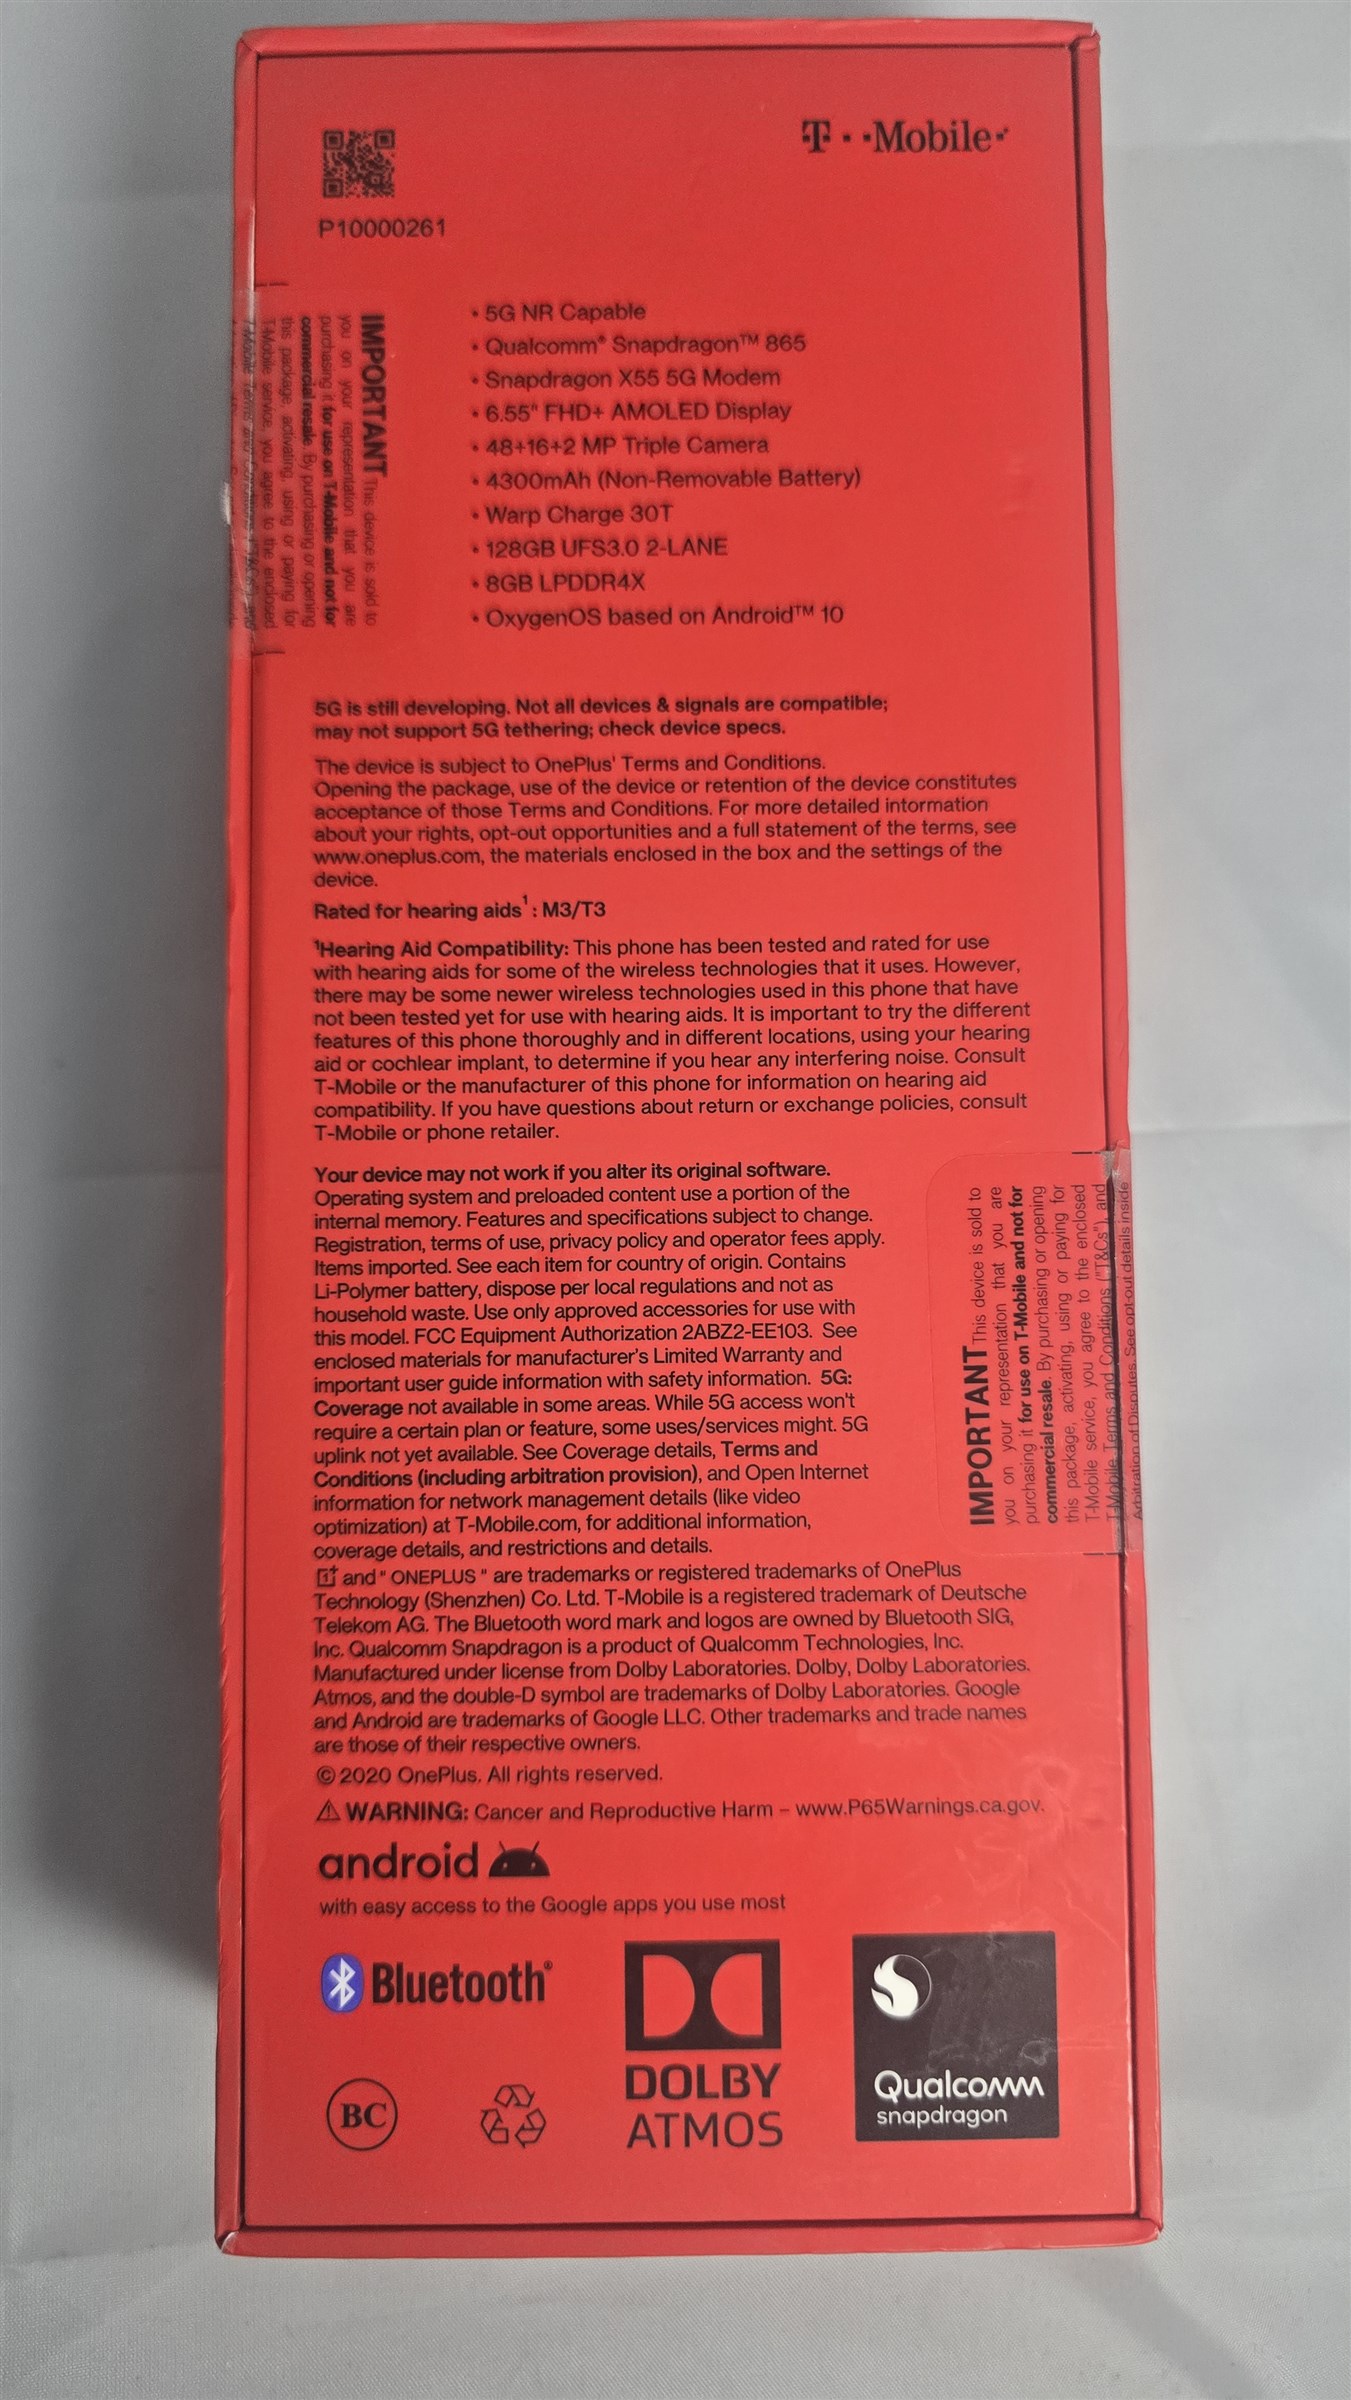 T··Mobile·
P10000261
IMPORTANT This device is sold to
you on your representation that you are
purchasing it for use on T-Mobile and not for
commercial resale. By purchasing or opening
this package, activating, using or paying for
T-Mobile service, you agree to the enclosed
T-Mobile Terms and Conditions ("T&Cs"), and
• 5G NR Capable
• Qualcomm® Snapdragon™ 865
• Snapdragon X55 5G Modem
• 6.55" FHD+ AMOLED Display
• 48+16+2 MP Triple Camera
• 4300mAh (Non-Removable Battery)
• Warp Charge 30T
• 128GB UFS3.0 2-LANE
• 8GB LPDDR4X
• OxygenOS based on Android™ 10
5G is still developing. Not all devices & signals are compatible;
may not support 5G tethering; check device specs.
The device is subject to OnePlus' Terms and Conditions.
Opening the package, use of the device or retention of the device constitutes
acceptance of those Terms and Conditions. For more detailed information
about your rights, opt-out opportunities and a full statement of the terms, see
www.oneplus.com, the materials enclosed in the box and the settings of the
device.
Rated for hearing aids¹ : M3/T3
¹Hearing Aid Compatibility: This phone has been tested and rated for use
with hearing aids for some of the wireless technologies that it uses. However,
there may be some newer wireless technologies used in this phone that have
not been tested yet for use with hearing aids. It is important to try the different
features of this phone thoroughly and in different locations, using your hearing
aid or cochlear implant, to determine if you hear any interfering noise. Consult
T-Mobile or the manufacturer of this phone for information on hearing aid
compatibility. If you have questions about return or exchange policies, consult
T-Mobile or phone retailer.
Your device may not work if you alter its original software.
Operating system and preloaded content use a portion of the
internal memory. Features and specifications subject to change.
Registration, terms of use, privacy policy and operator fees apply.
Items imported. See each item for country of origin. Contains
Li-Polymer battery, dispose per local regulations and not as
household waste. Use only approved accessories for use with
this model. FCC Equipment Authorization 2ABZ2-EE103. See
enclosed materials for manufacturer's Limited Warranty and
important user guide information with safety information. 5G:
Coverage not available in some areas. While 5G access won't
require a certain plan or feature, some uses/services might. 5G
uplink not yet available. See Coverage details, Terms and
Conditions (including arbitration provision), and Open Internet
information for network management details (like video
optimization) at T-Mobile.com, for additional information,
coverage details, and restrictions and details.
IMPORTANT This device is sold to
you on your representation that you are
purchasing it for use on T-Mobile and not for
commercial resale. By purchasing or opening
this package, activating, using or paying for
T-Mobile service, you agree to the enclosed
T-Mobile Terms and Conditions ("T&Cs"), and
Arbitration of Disputes. See opt-out details inside
and " ONEPLUS " are trademarks or registered trademarks of OnePlus
Technology (Shenzhen) Co. Ltd. T-Mobile is a registered trademark of Deutsche
Telekom AG. The Bluetooth word mark and logos are owned by Bluetooth SIG,
Inc. Qualcomm Snapdragon is a product of Qualcomm Technologies, Inc.
Manufactured under license from Dolby Laboratories. Dolby, Dolby Laboratories.
Atmos, and the double-D symbol are trademarks of Dolby Laboratories. Google
and Android are trademarks of Google LLC. Other trademarks and trade names
are those of their respective owners.
© 2020 OnePlus. All rights reserved.
⚠ WARNING: Cancer and Reproductive Harm – www.P65Warnings.ca.gov.
android
with easy access to the Google apps you use most
Bluetooth®
DOLBY
ATMOS
Qualcomm
snapdragon
BC